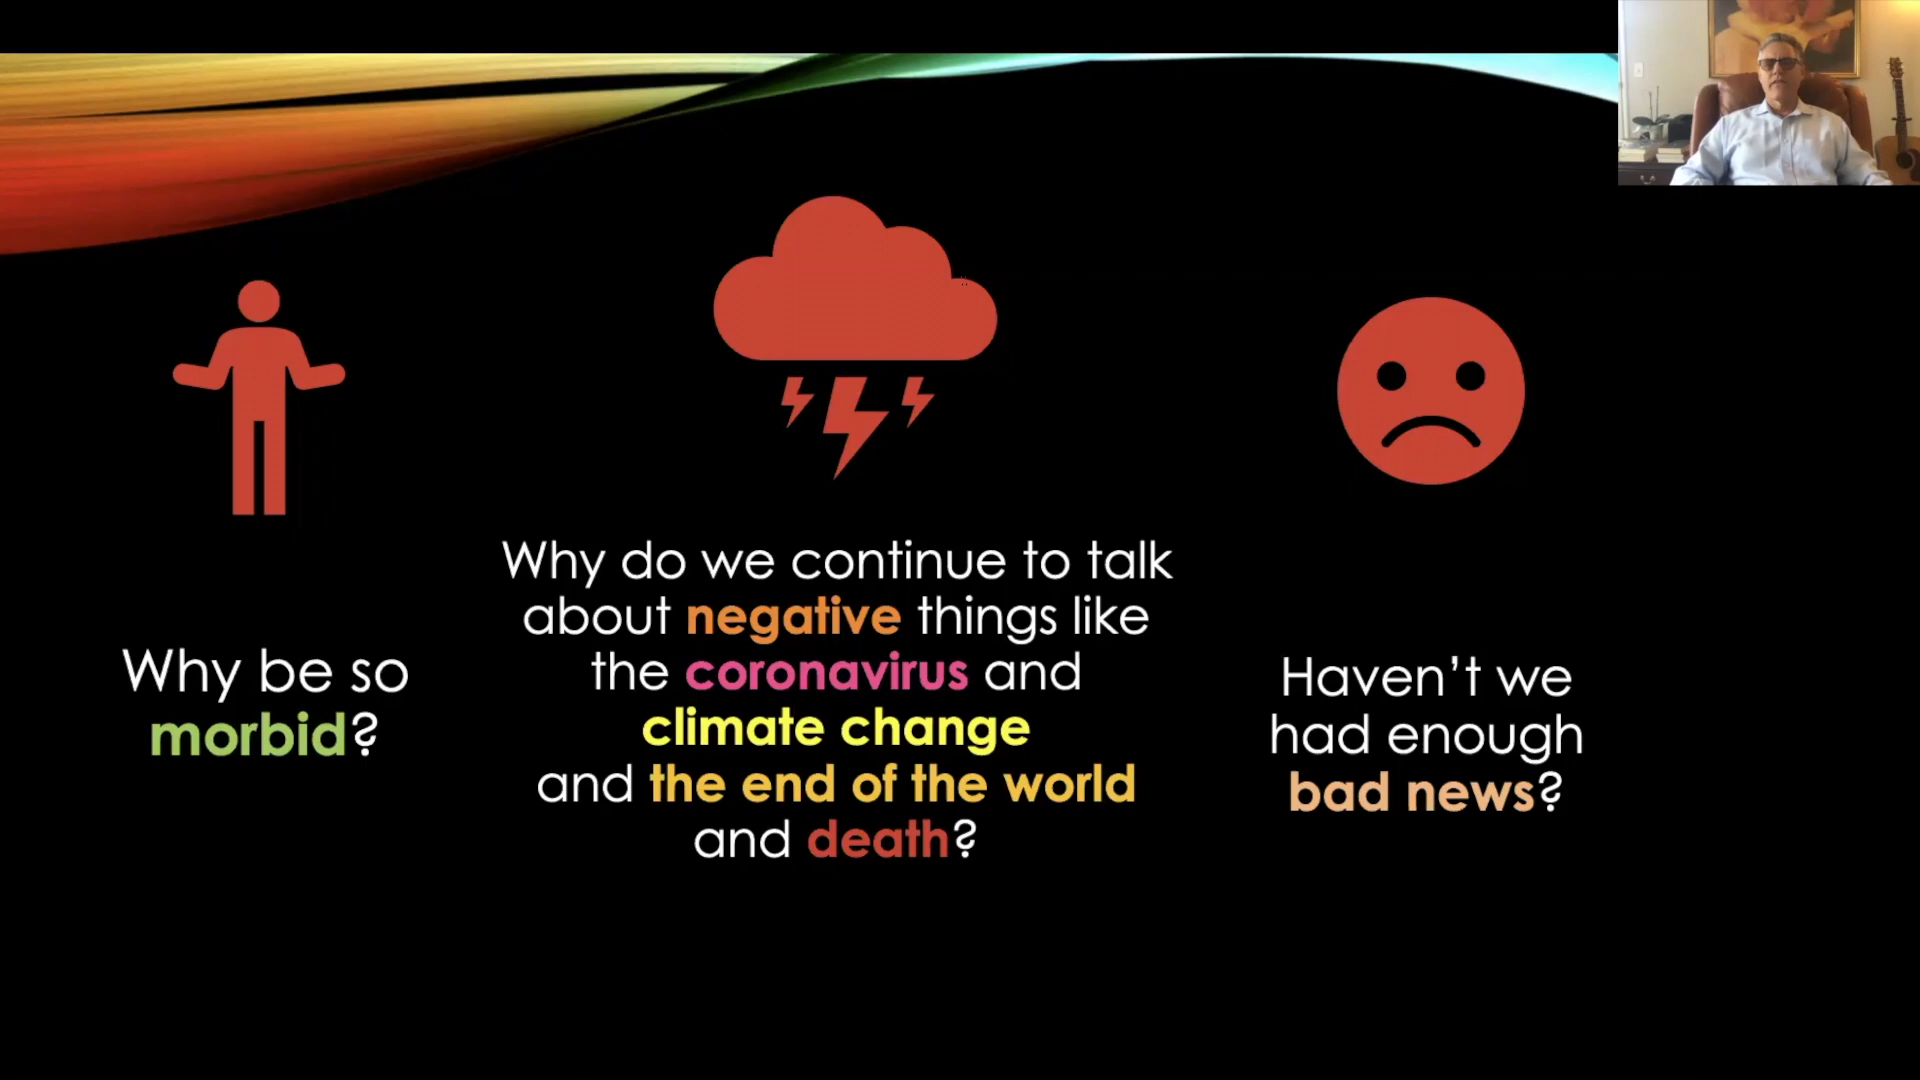 Why be so
morbid?
Why do we continue to talk
about negative things like
the coronavirus and
climate change
and the end of the world
and death?
Haven’t we
had enough
bad news?